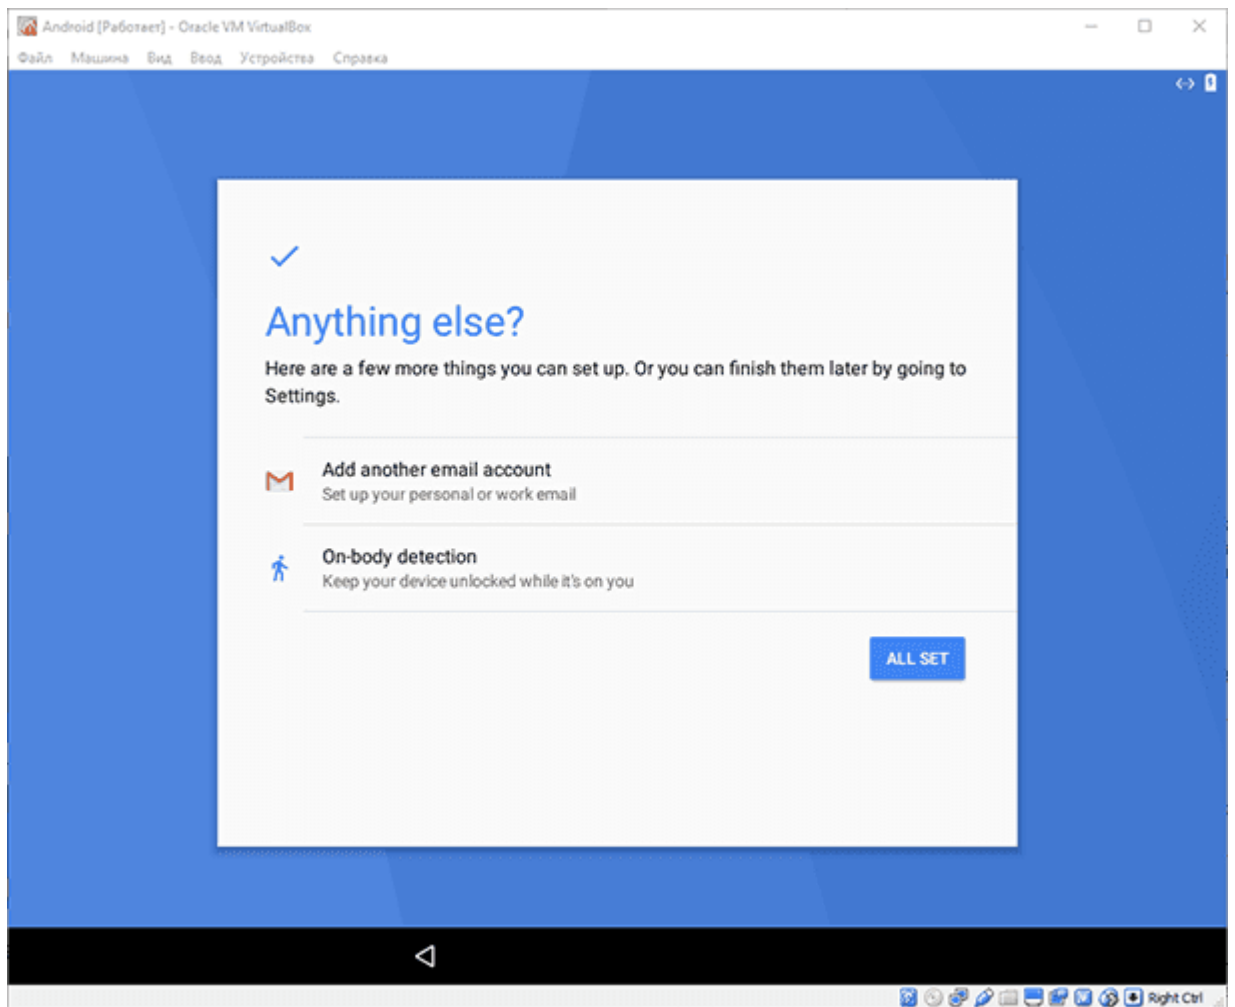 Android [Работает] - Oracle VM VirtualBox
Файл Машина Вид Ввод Устройства Справка
Anything else?
Here are a few more things you can set up. Or you can finish them later by going to
Settings.
Add another email account
Set up your personal or work email
On-body detection
Keep your device unlocked while it's on you
ALL SET
Right Ctrl